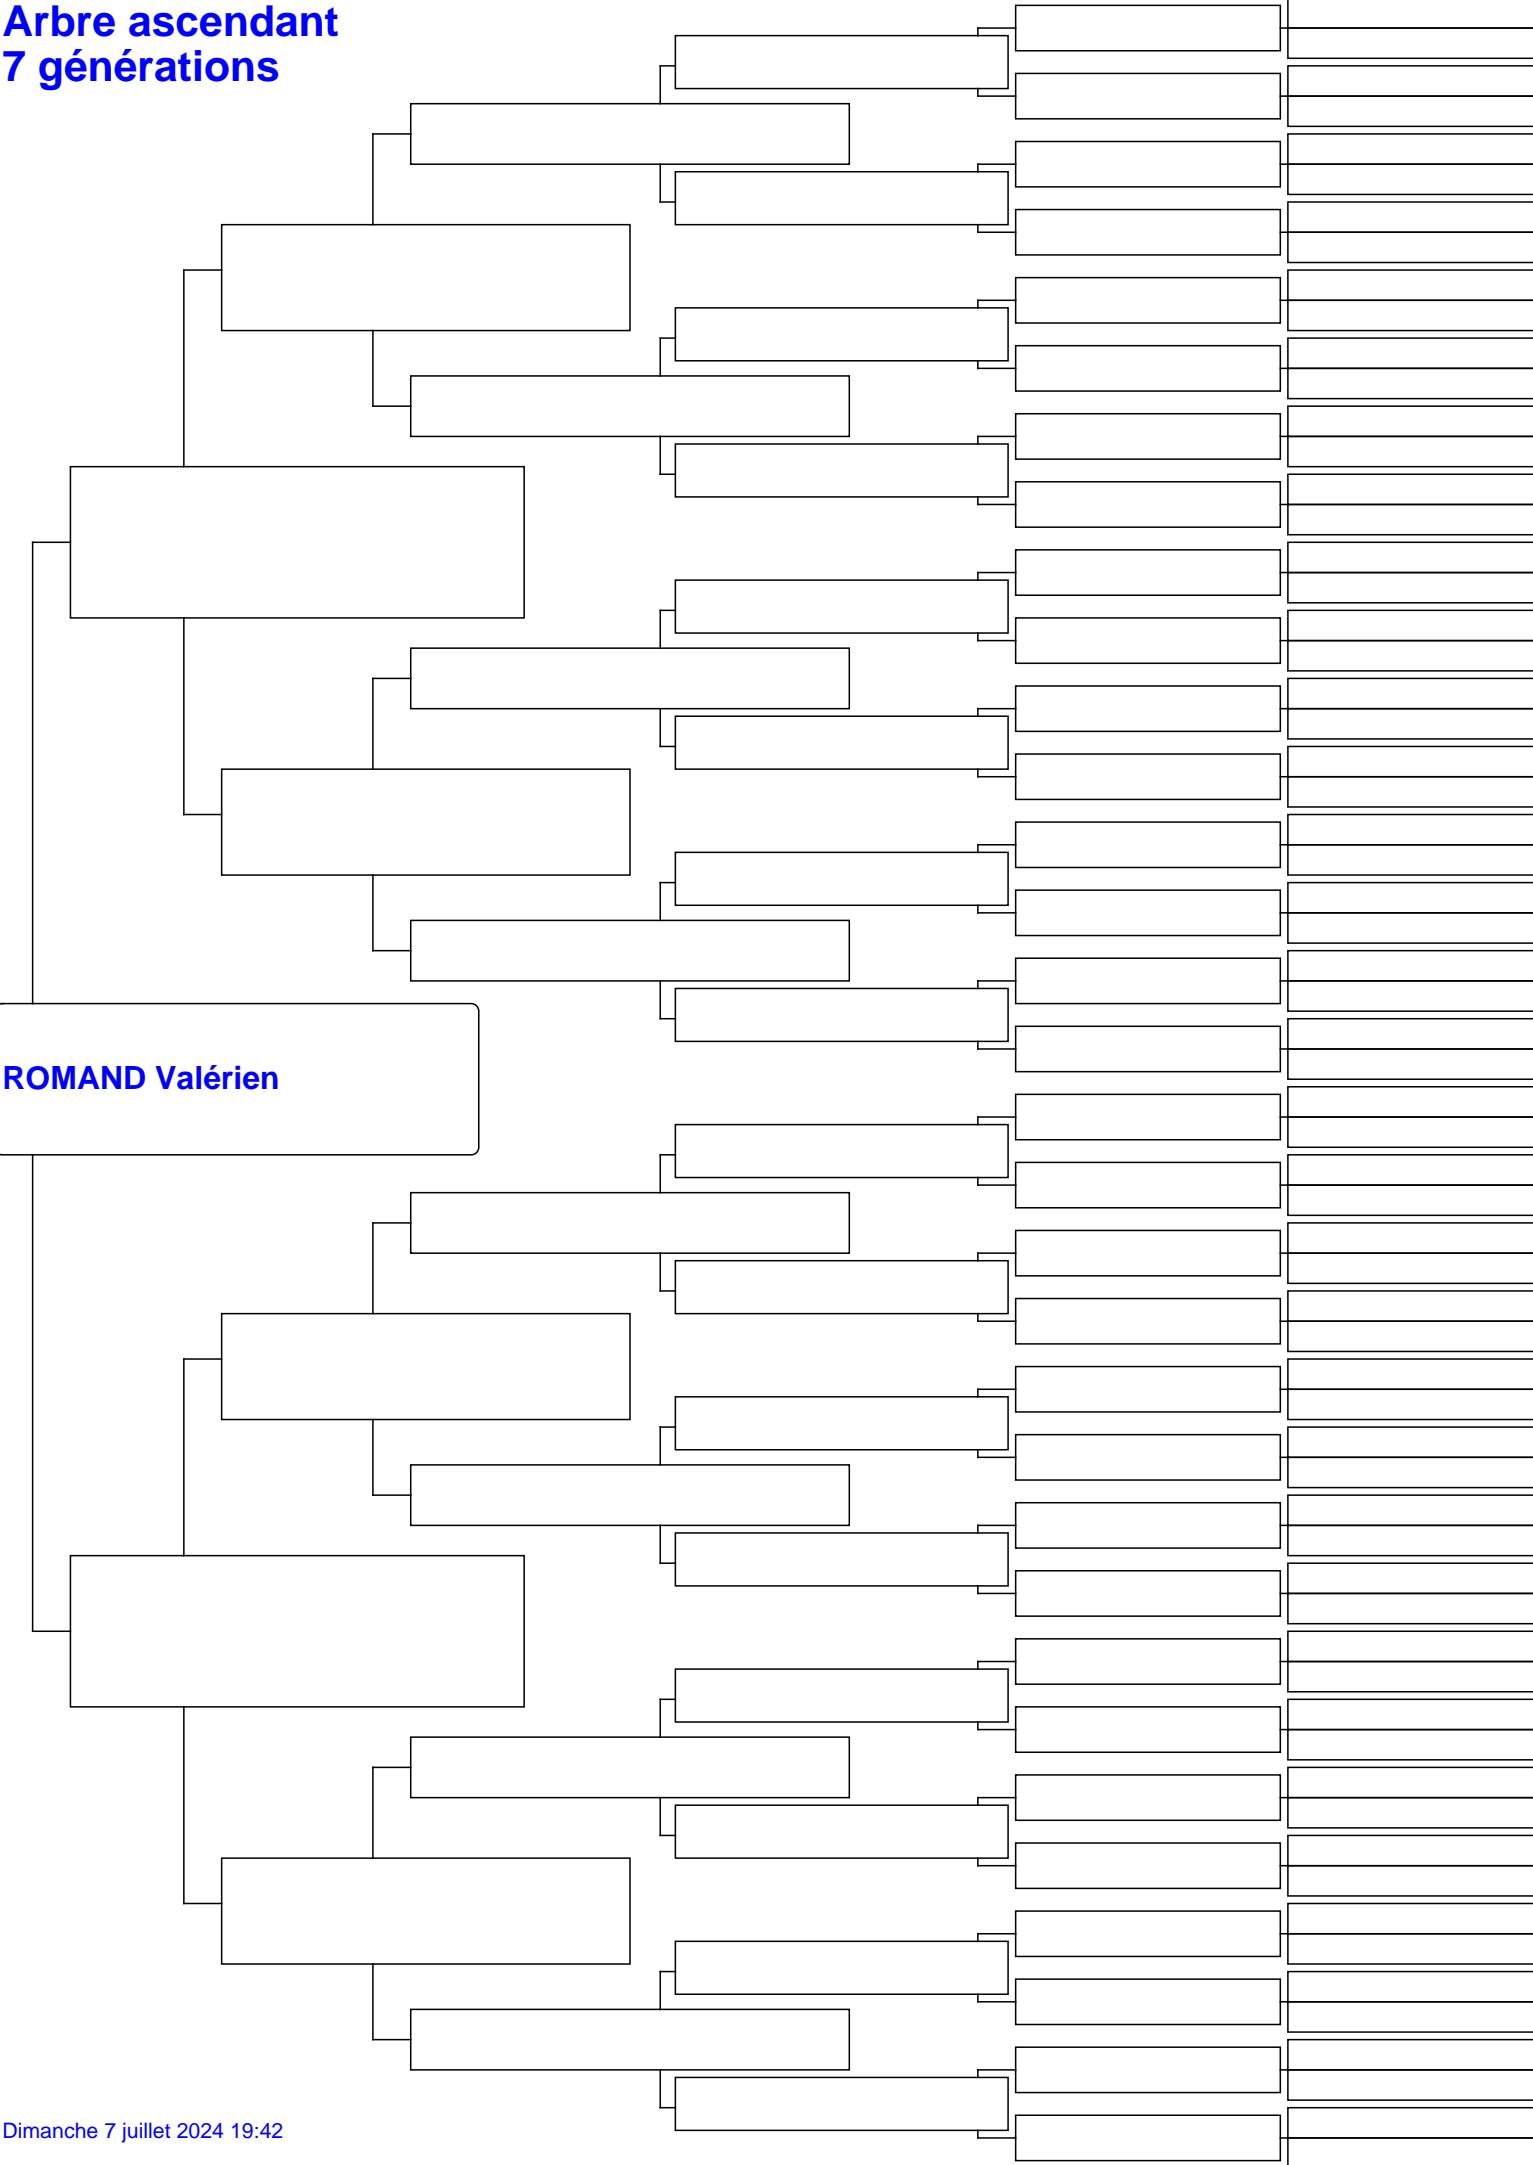 Arbre ascendant
7 générations
ROMAND Valérien
Dimanche 7 juillet 2024 19:42